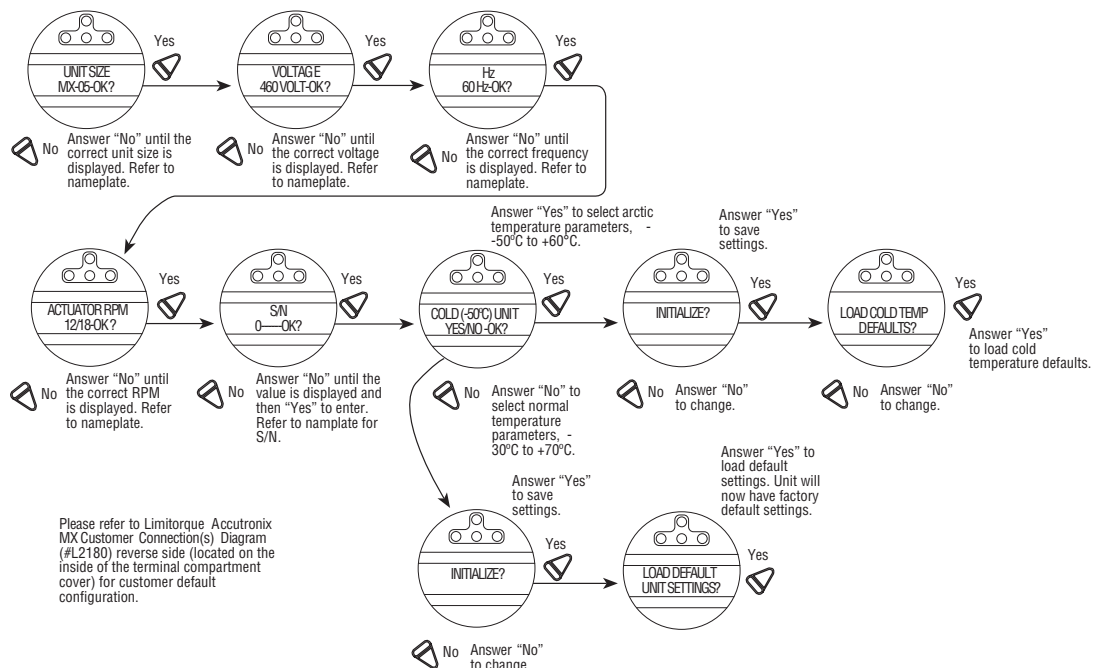 Yes
UNIT SIZE
MX-05-OK?
No
Answer “No” until the
correct unit size is
displayed. Refer to
nameplate.
Yes
VOLTAGE
460 VOLT-OK?
No
Answer “No” until
the correct voltage
is displayed. Refer
to nameplate.
Yes
Hz
60 Hz-OK?
No
Answer “No” until
the correct frequency
is displayed. Refer to
nameplate.
Yes
ACTUATOR RPM
12/18-OK?
No
Answer “No” until
the correct RPM
is displayed. Refer
to nameplate.
Yes
S/N
0-----OK?
No
Answer “No” until the
value is displayed and
then “Yes” to enter.
Refer to namplate for
S/N.
Answer “Yes” to select arctic
temperature parameters, -
-50ºC to +60°C.
Yes
COLD (-50ºC) UNIT
YES/NO -OK?
No
Answer “No” to
select normal
temperature
parameters, -
30ºC to +70ºC.
Answer “Yes”
to save
settings.
Yes
INITIALIZE?
No
Answer “No”
to change.
Yes
LOAD COLD TEMP
DEFAULTS?
Answer “Yes”
to load cold
temperature defaults.
No
Answer “No”
to change.
Please refer to Limitorque Accutronix
MX Customer Connection(s) Diagram
(#L2180) reverse side (located on the
inside of the terminal compartment
cover) for customer default
configuration.
Answer “Yes”
to save
settings.
Yes
INITIALIZE?
No
Answer “No”
to change
Answer “Yes” to
load default
settings. Unit will
now have factory
default settings.
Yes
LOAD DEFAULT
UNIT SETTINGS?